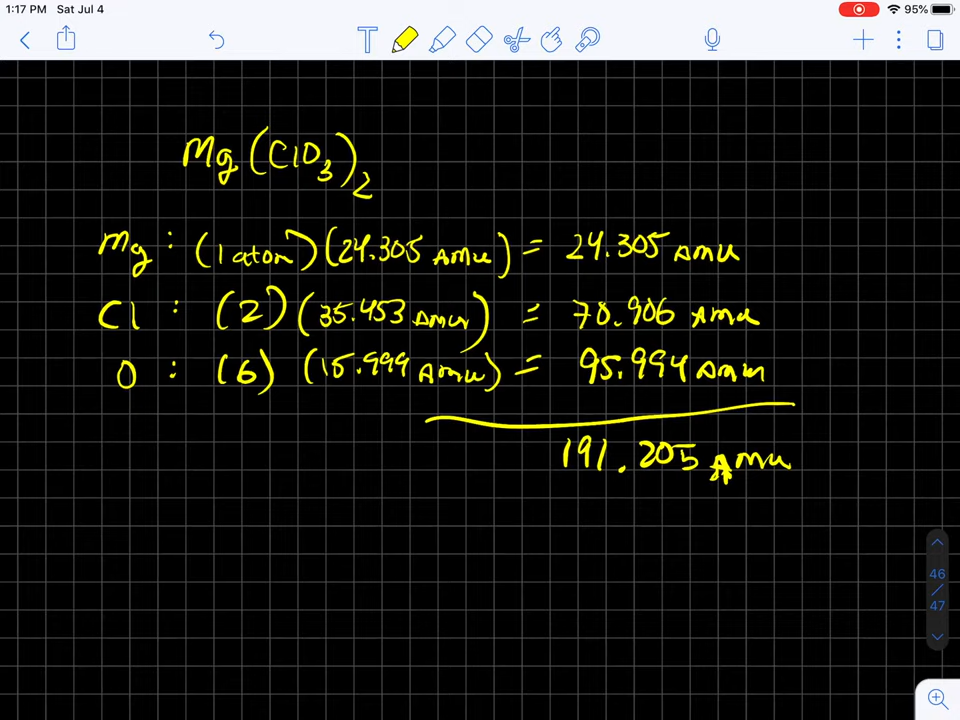 1:17 PM Sat Jul 4 95%
Mg(ClO3)2
Mg : (1 atom)(24.305 AMU) = 24.305 AMU
Cl : (2)(35.453 AMU) = 70.906 AMU
O : (6)(15.999 AMU) = 95.994 AMU
191.205 AMU
46
/
47